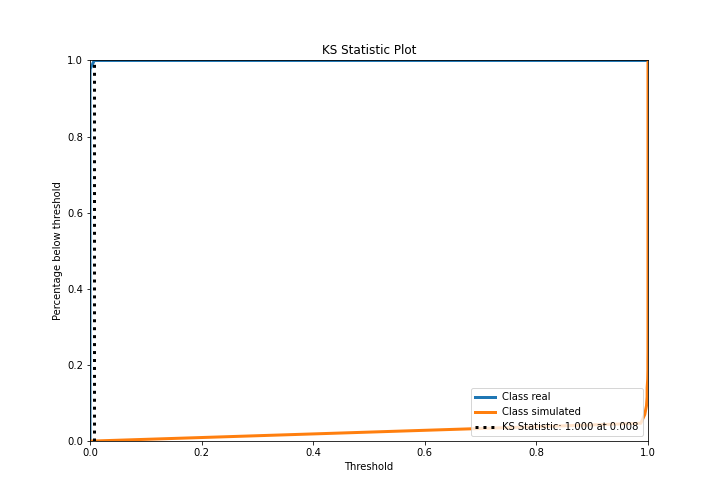 KS Statistic Plot
1.0
0.8
0.6
0.4
0.2
0.0
Percentage below threshold
Class real
Class simulated
KS Statistic: 1.000 at 0.008
0.0 0.2 0.4 0.6 0.8 1.0
Threshold